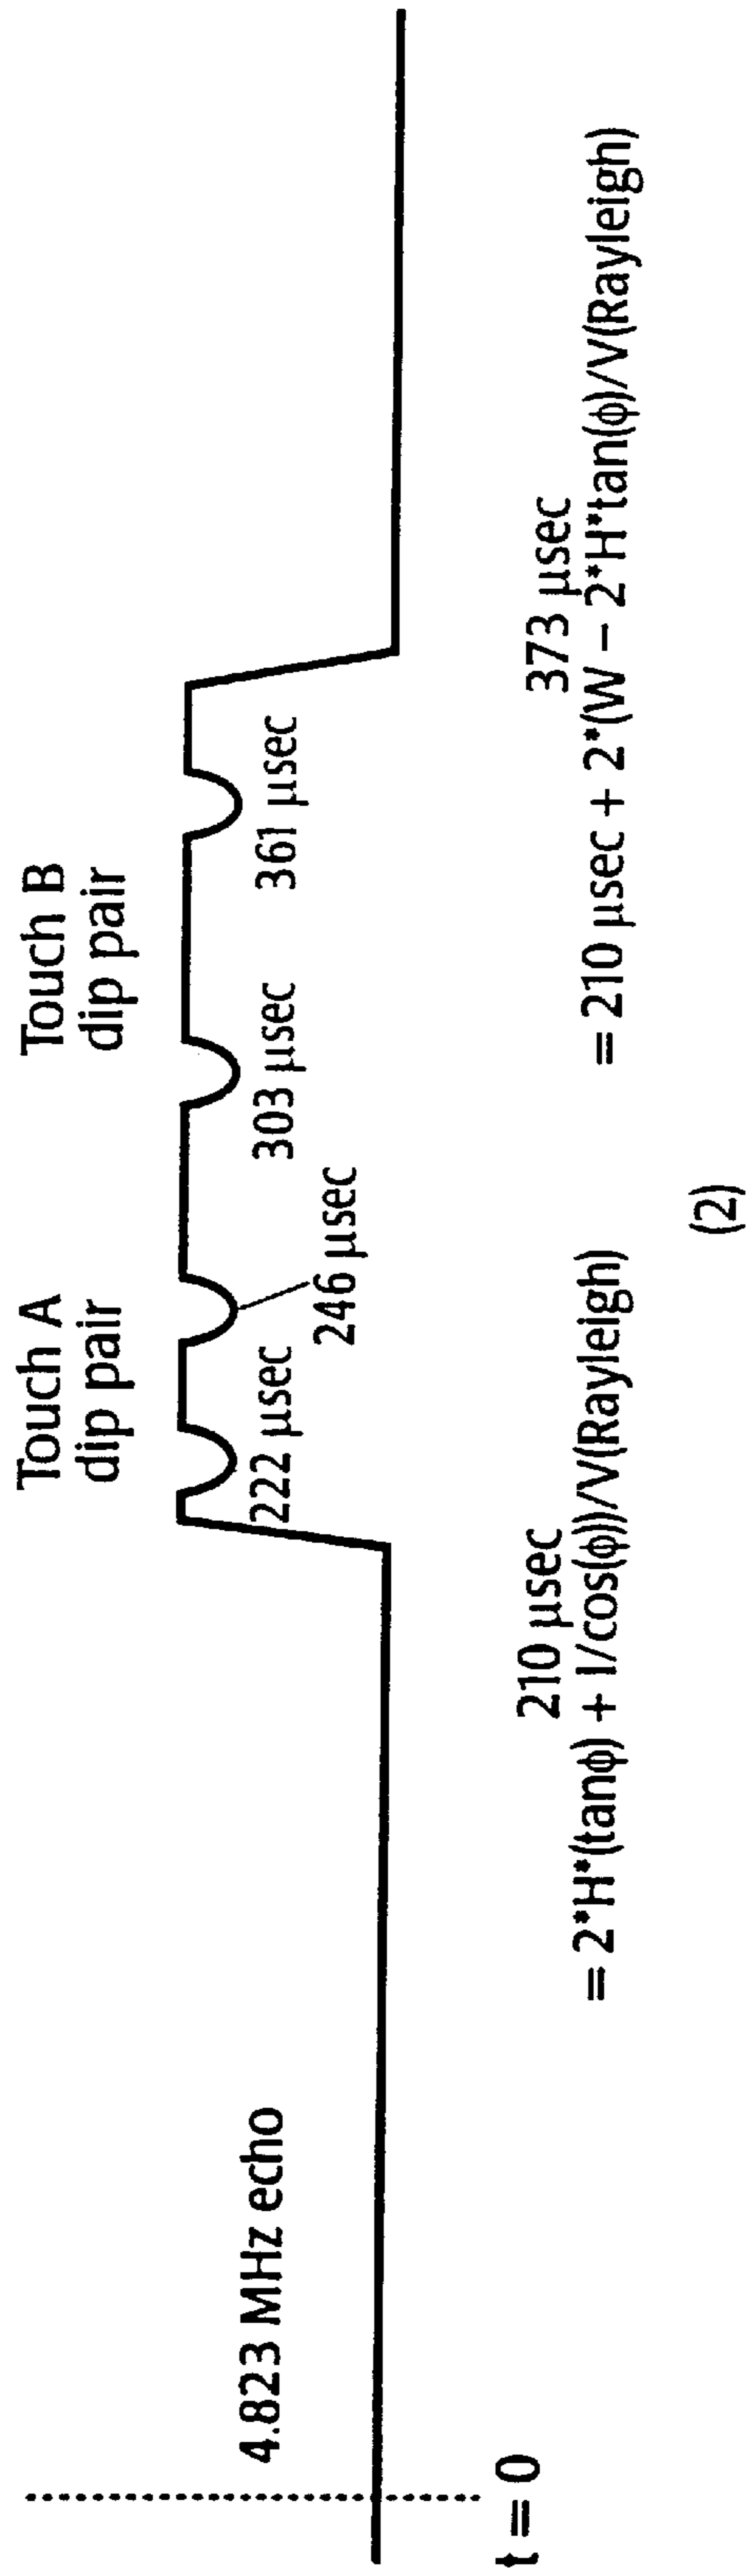 Touch A
dip pair
Touch B
dip pair
4.823 MHz echo
222 μsec
246 μsec
303 μsec
361 μsec
t = 0
210 μsec
= 2*H*(tanϕ) + I/cos(ϕ))/V(Rayleigh)
373 μsec
= 210 μsec + 2*(W − 2*H*tan(ϕ)/V(Rayleigh)
(2)